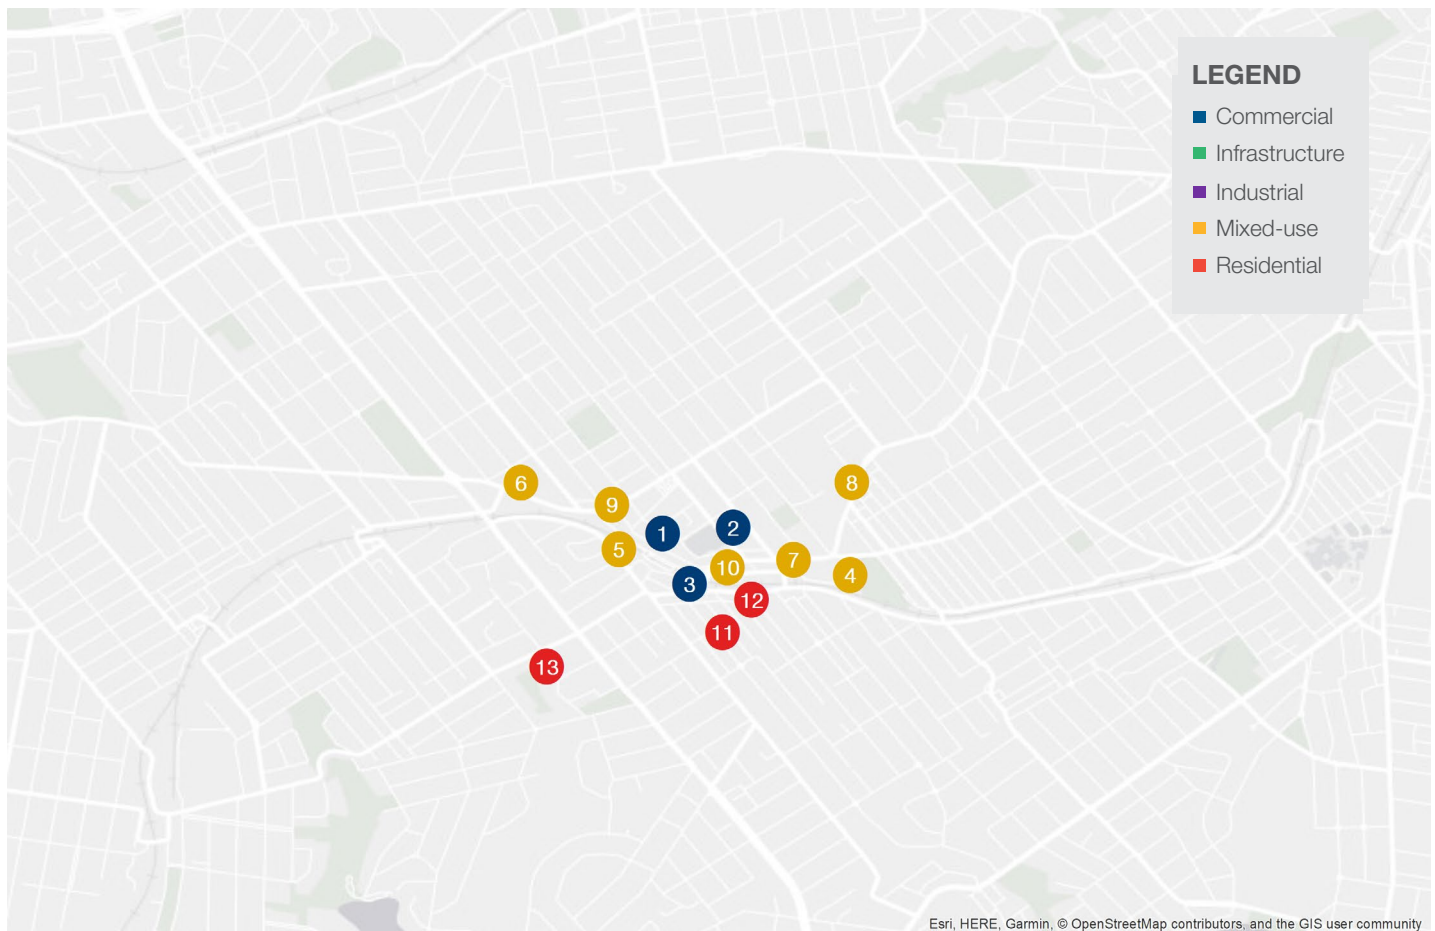 LEGEND
Commercial
Infrastructure
Industrial
Mixed-use
Residential
6
8
9
2
1
5
7
10
4
3
12
11
13
Esri, HERE, Garmin, © OpenStreetMap contributors, and the GIS user community